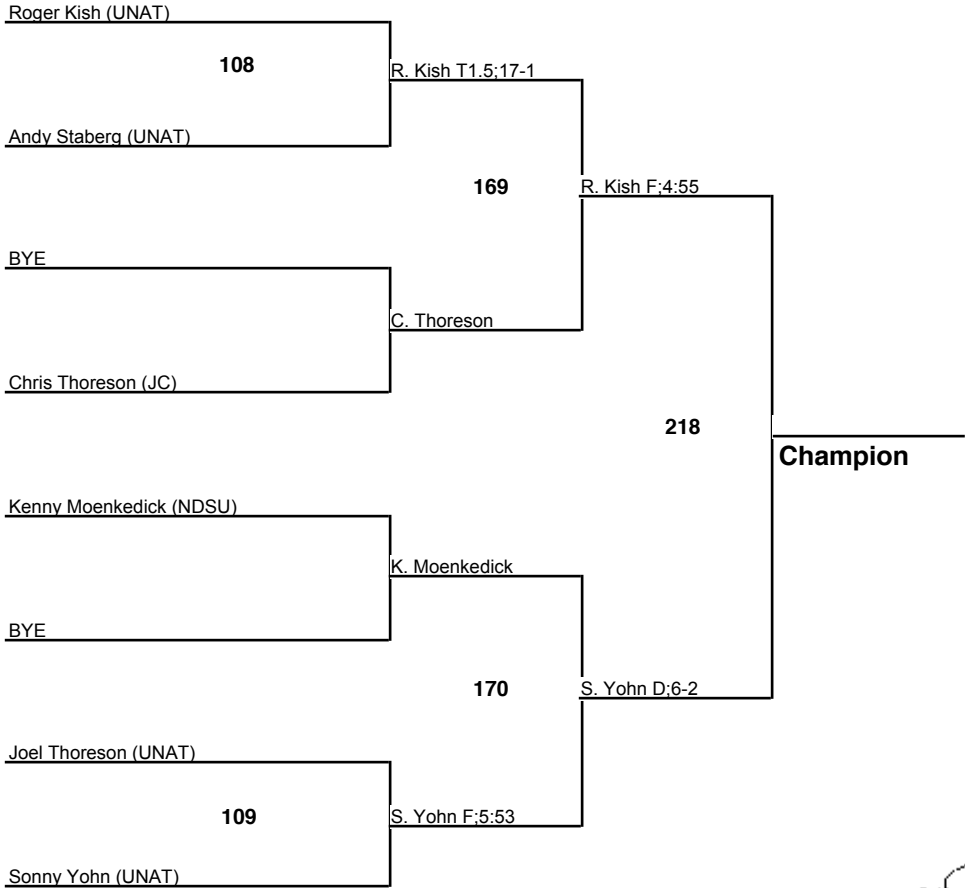 Roger Kish (UNAT)
108
R. Kish T1.5;17-1
Andy Staberg (UNAT)
169
R. Kish F;4:55
BYE
C. Thoreson
Chris Thoreson (JC)
218
Champion
Kenny Moenkedick (NDSU)
K. Moenkedick
BYE
170
S. Yohn D;6-2
Joel Thoreson (UNAT)
109
S. Yohn F;5:53
Sonny Yohn (UNAT)